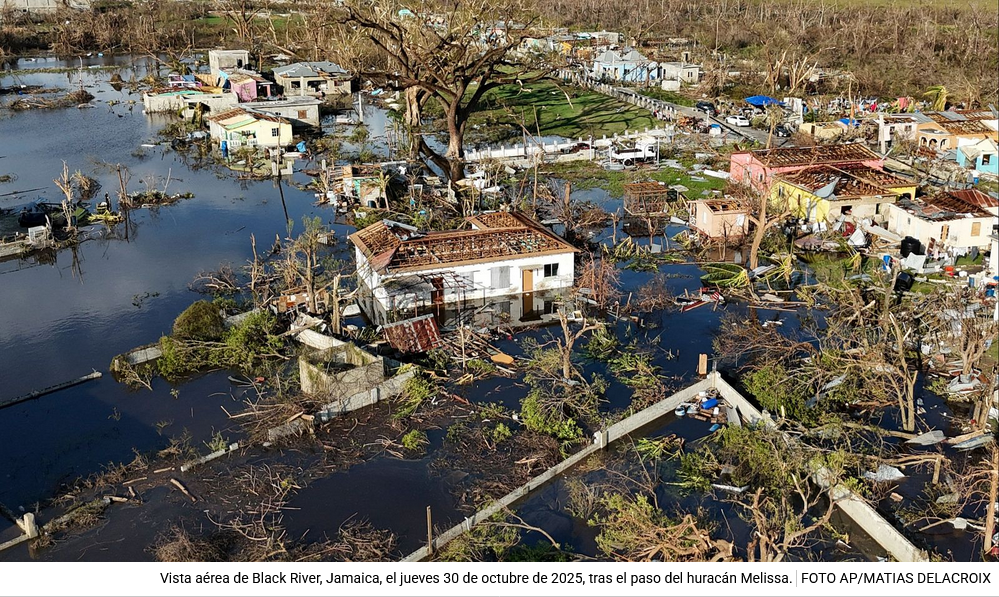 Vista aérea de Black River, Jamaica, el jueves 30 de octubre de 2025, tras el paso del huracán Melissa. FOTO AP/MATIAS DELACROIX